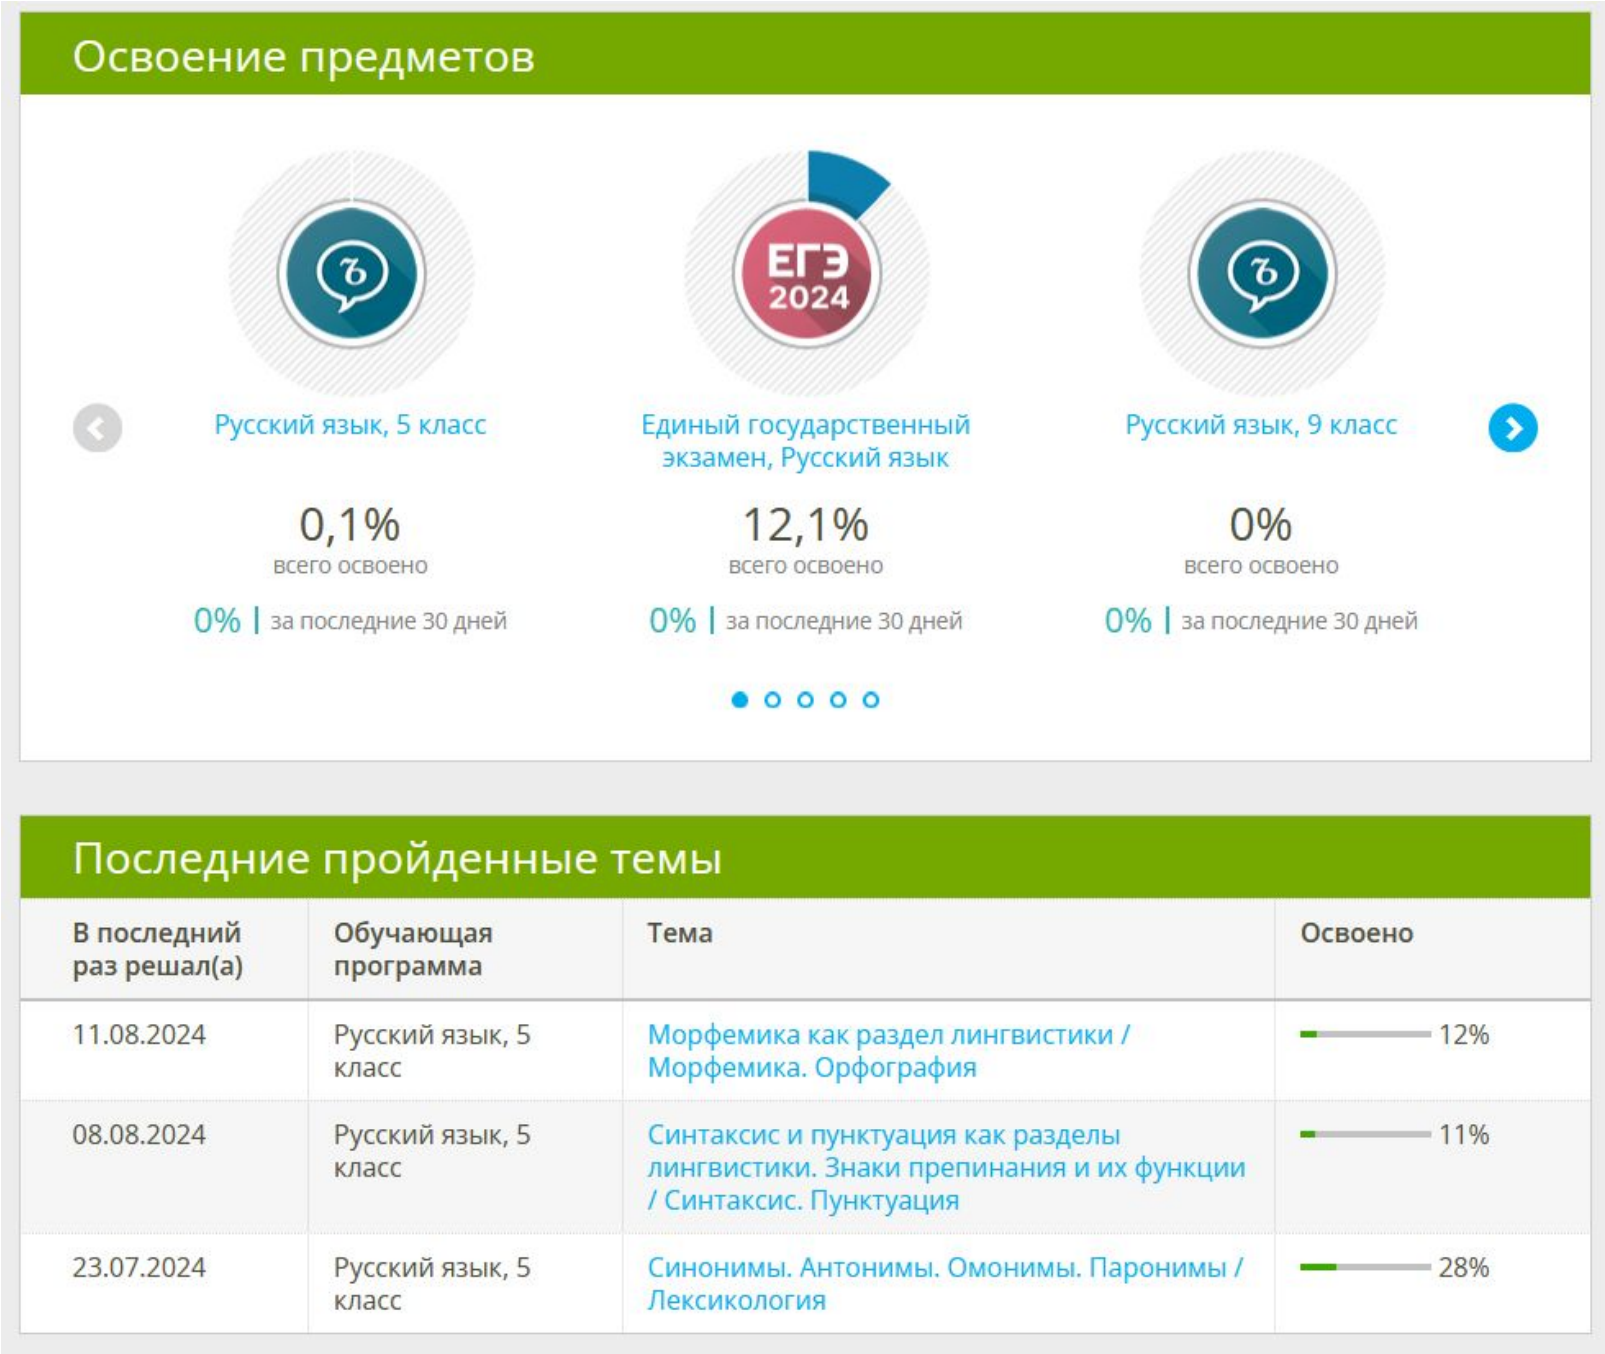 Освоение предметов
ЕГЭ
2024
Русский язык, 5 класс
Единый государственный
экзамен, Русский язык
Русский язык, 9 класс
0,1%
12,1%
0%
всего освоено
всего освоено
всего освоено
0% | за последние 30 дней
0% | за последние 30 дней
0% | за последние 30 дней
Последние пройденные темы
В последний
раз решал(а)
Обучающая
программа
Тема
Освоено
11.08.2024
Русский язык, 5
класс
Морфемика как раздел лингвистики /
Морфемика. Орфография
12%
08.08.2024
Русский язык, 5
класс
Синтаксис и пунктуация как разделы
лингвистики. Знаки препинания и их функции
/ Синтаксис. Пунктуация
11%
23.07.2024
Русский язык, 5
класс
Синонимы. Антонимы. Омонимы. Паронимы /
Лексикология
28%